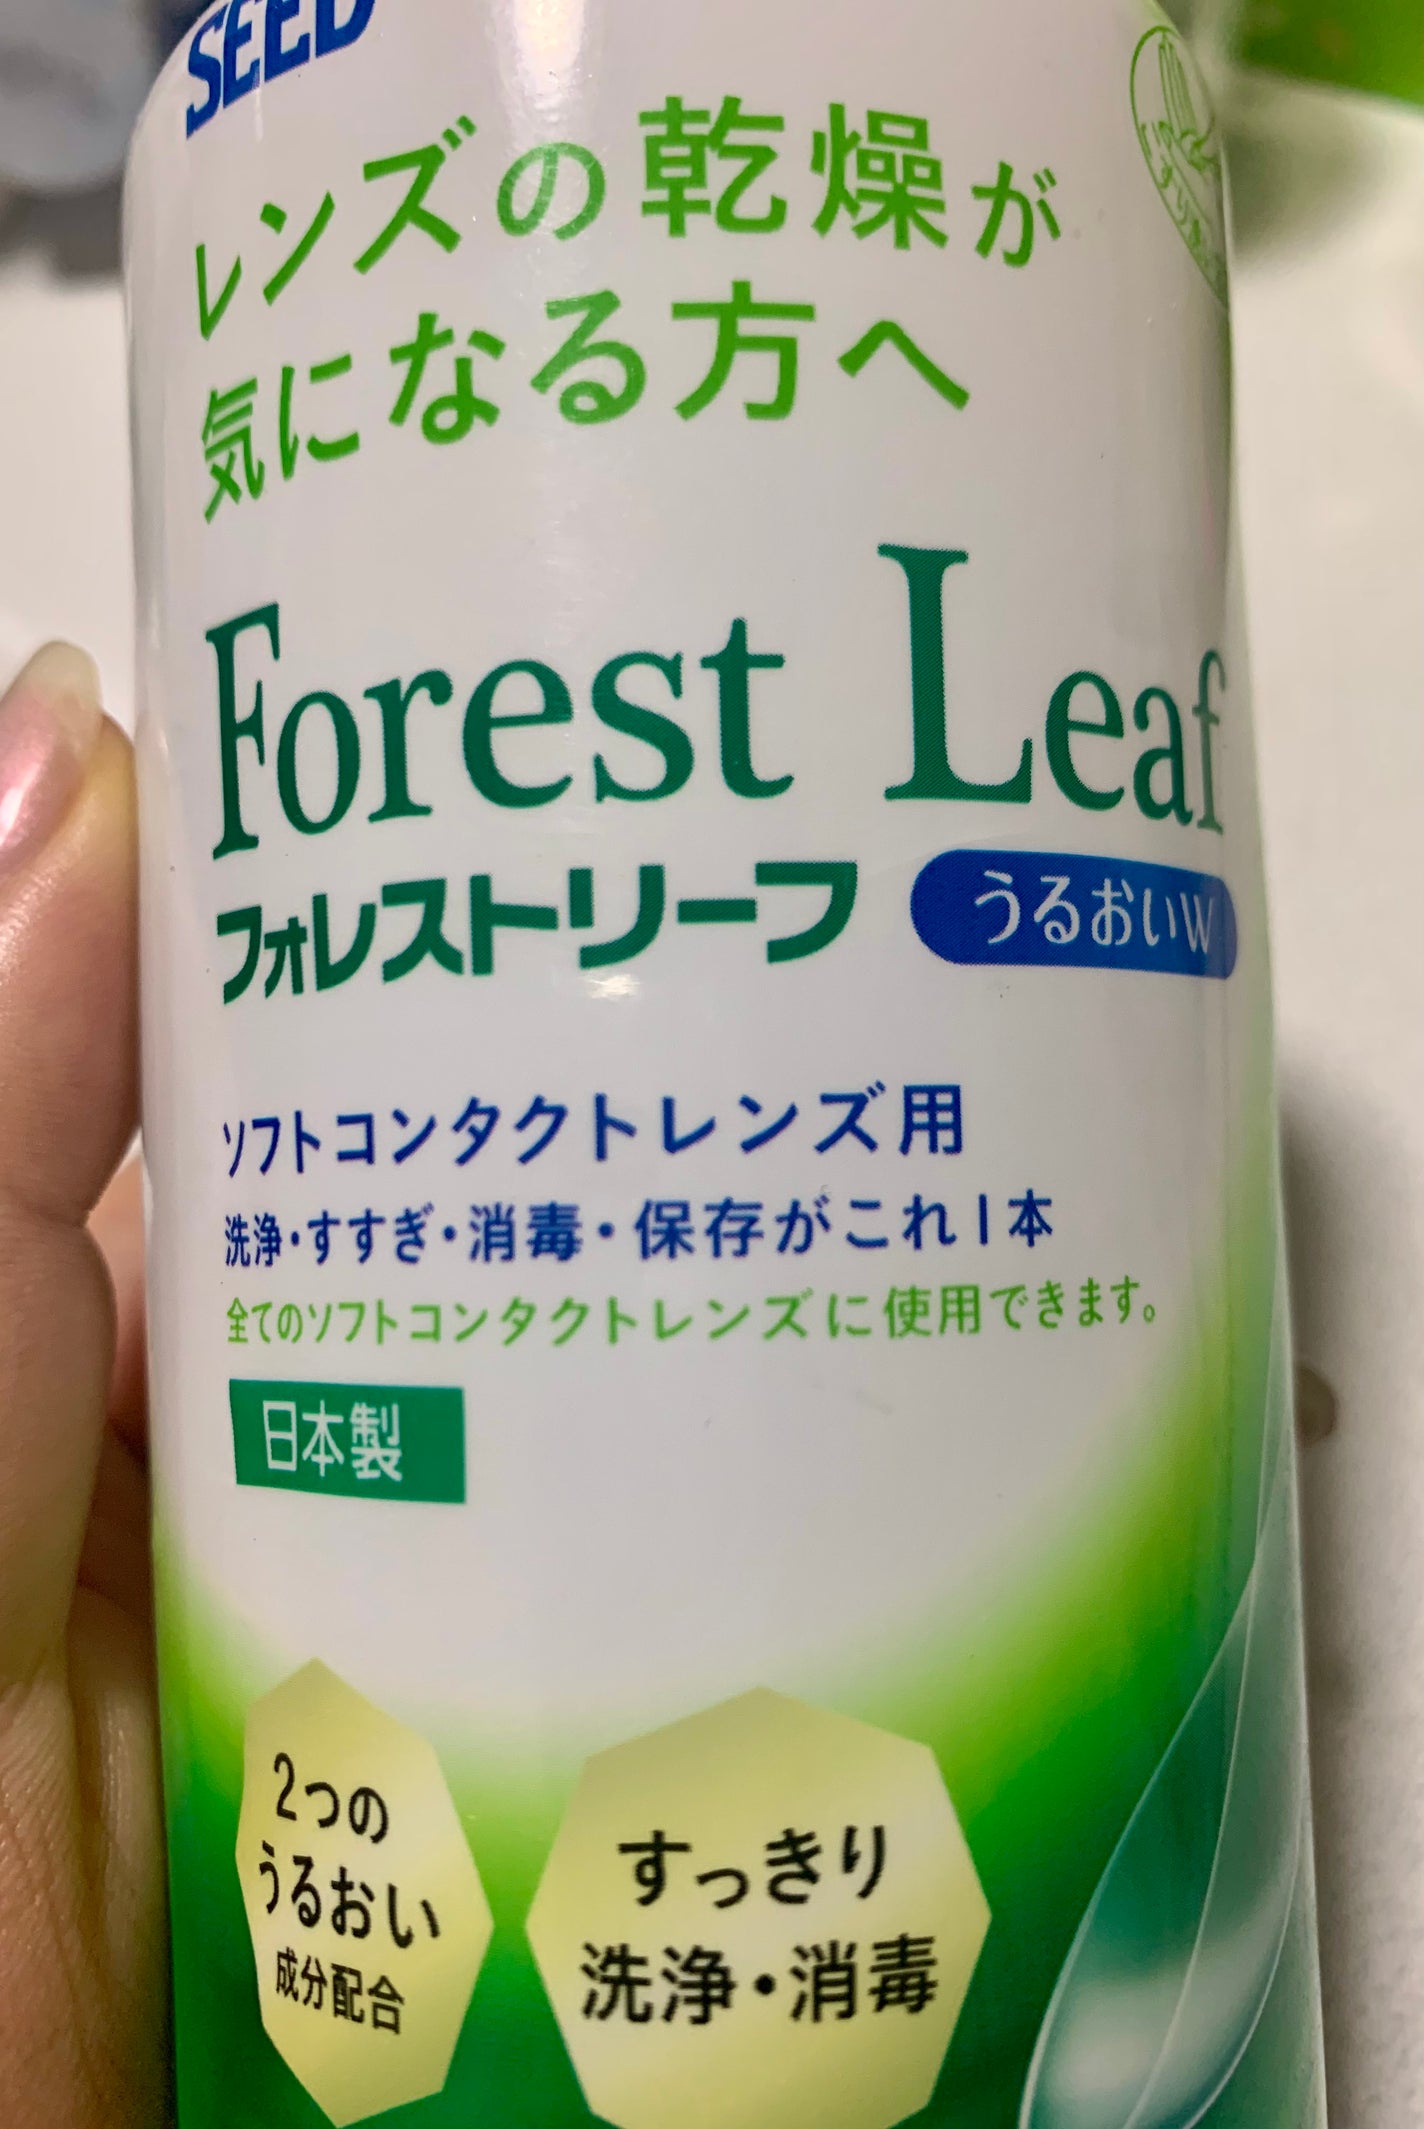 SEED
レンズの乾燥が
気になる方へ
Forest Leaf
フォレストリーフ
うるおいW
ソフトコンタクトレンズ用
洗浄・すすぎ・消毒・保存がこれ1本
全てのソフトコンタクトレンズに使用できます。
日本製
2つの
うるおい
成分配合
すっきり
洗浄・消毒